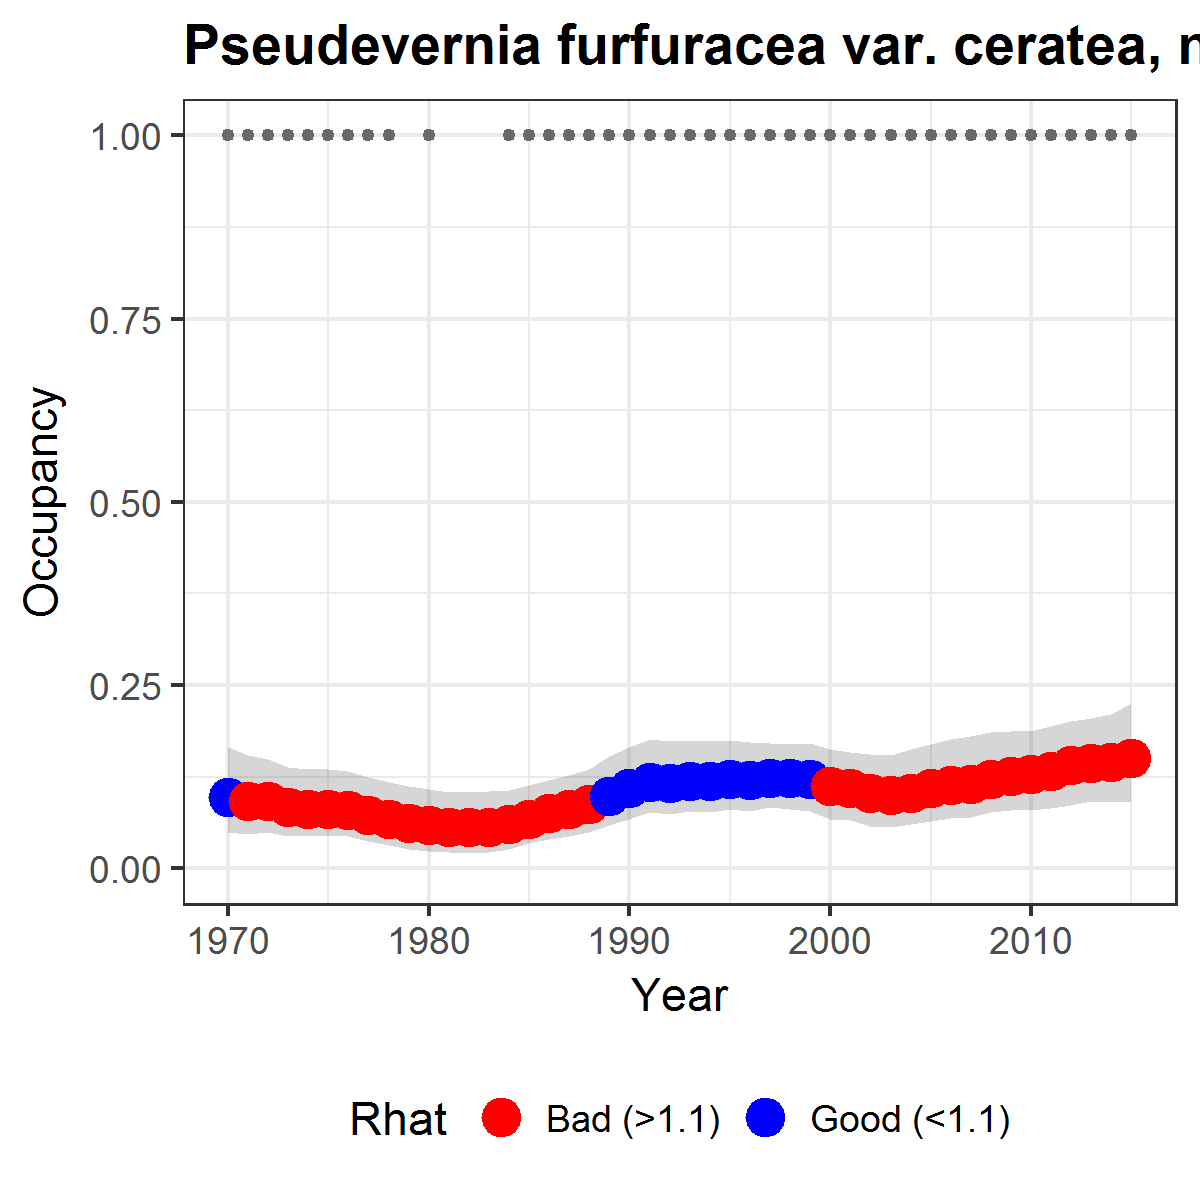 Pseudevernia furfuracea var. ceratea,
1.00
0.75
0.50
0.25
0.00
Occupancy
1970 1980 1990 2000 2010
Year
Rhat Bad (>1.1) Good (<1.1)